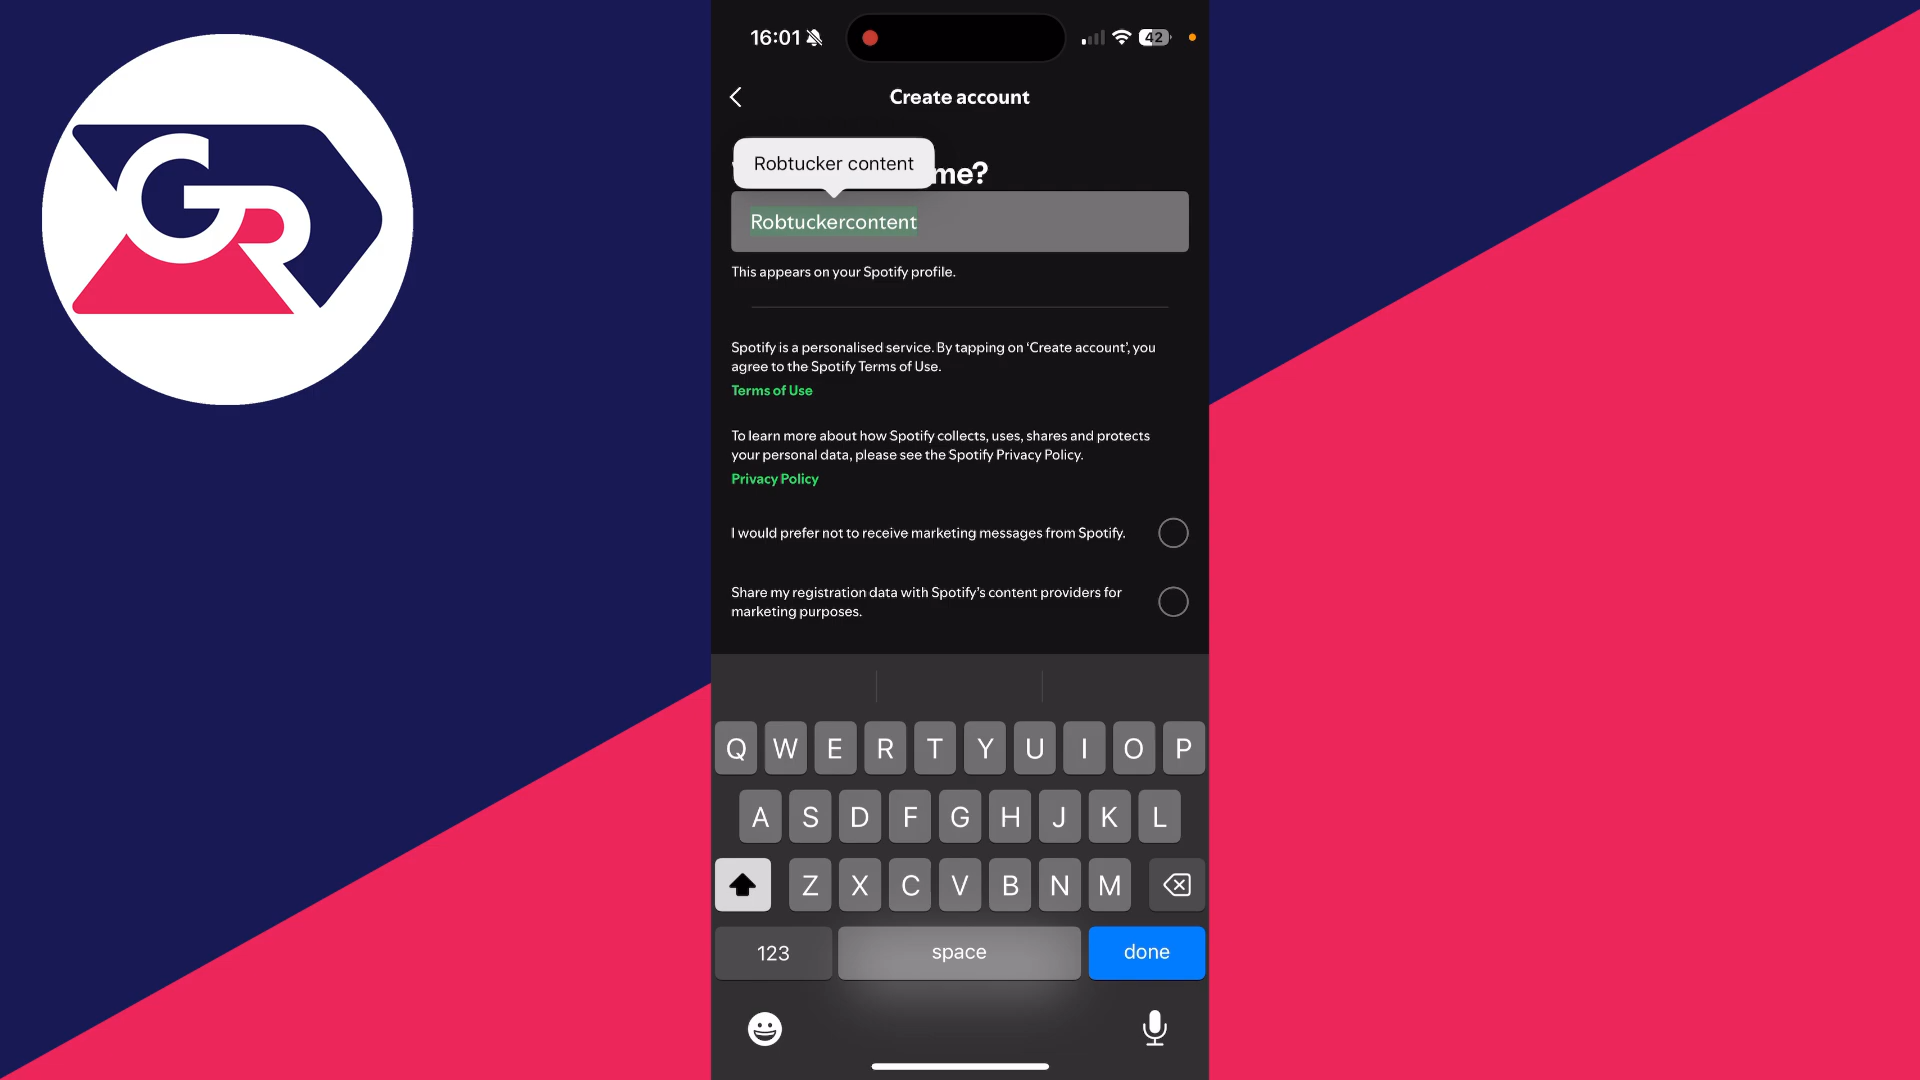 GR
16:01
42
Create account
Robtucker content
me?
Robtuckercontent
This appears on your Spotify profile.
Spotify is a personalised service. By tapping on ‘Create account’, you
agree to the Spotify Terms of Use.
Terms of Use
To learn more about how Spotify collects, uses, shares and protects
your personal data, please see the Spotify Privacy Policy.
Privacy Policy
I would prefer not to receive marketing messages from Spotify.
Share my registration data with Spotify’s content providers for
marketing purposes.
Q W E R T Y U I O P
A S D F G H J K L
Z X C V B N M
123 space done